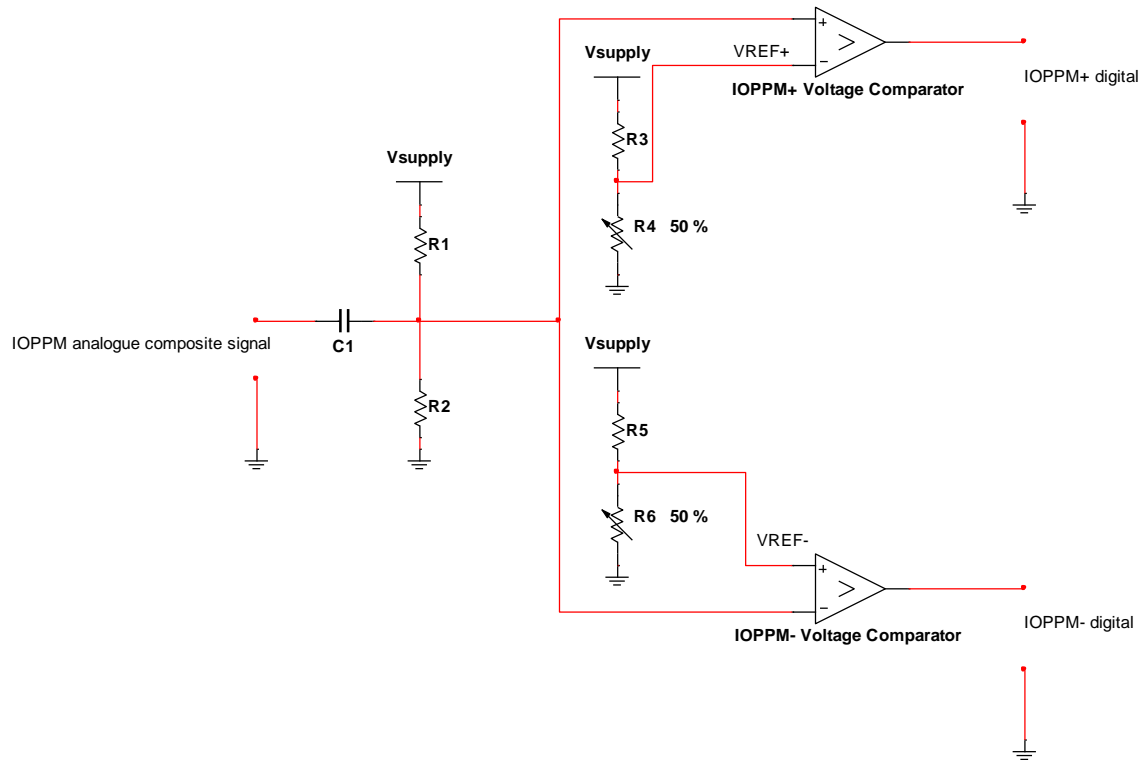 +
VREF+
−
Vsupply
IOPPM+ Voltage Comparator
IOPPM+ digital
R3
Vsupply
R4 50 %
R1
IOPPM analogue composite signal
C1
Vsupply
R2
R5
R6 50 %
VREF-
+
−
IOPPM- Voltage Comparator
IOPPM- digital